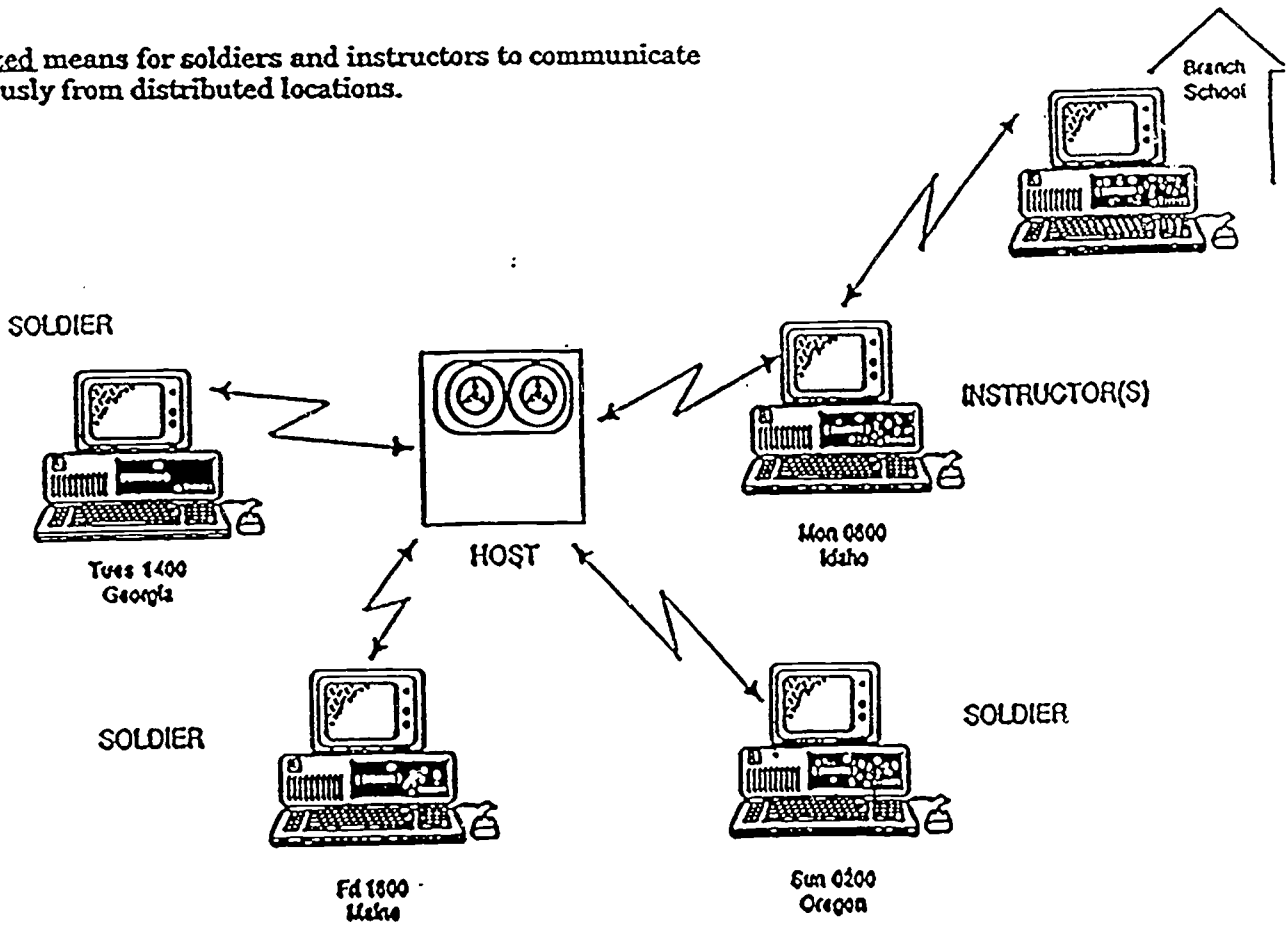 means for soldiers and instructors to communicate
from distributed locations.
Branch
School
SOLDIER
INSTRUCTOR(S)
HOST
Tues 1400
Georgia
Mon 0800
Idaho
SOLDIER
SOLDIER
Maine
Sun 0200
Oregon